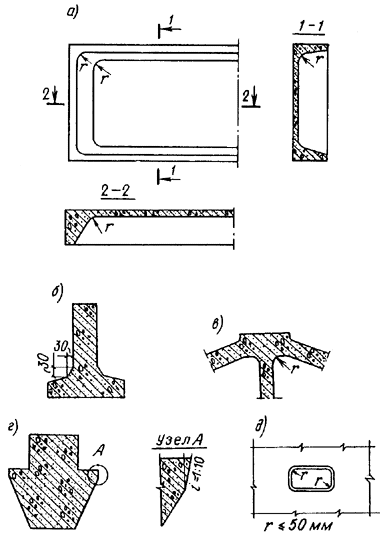 а)
1
1-1
r
r
r
2
2
1
2-2
r
б)
30
30
в)
r
г)
А
Узел А
i=1:10
д)
r
r
r ≤ 50 мм